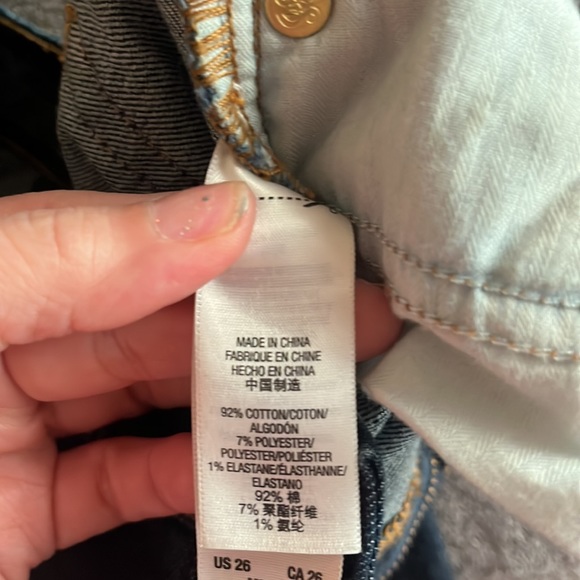 MADE IN CHINA
FABRIQUE EN CHINE
HECHO EN CHINA
中国制造
92% COTTON/COTON/
ALGODÓN
7% POLYESTER/
POLYESTER/POLIÉSTER
1% ELASTANE/ÉLASTHANNE/
ELASTANO
92% 棉
7% 聚酯纤维
1% 氨纶
US 26 CA 26